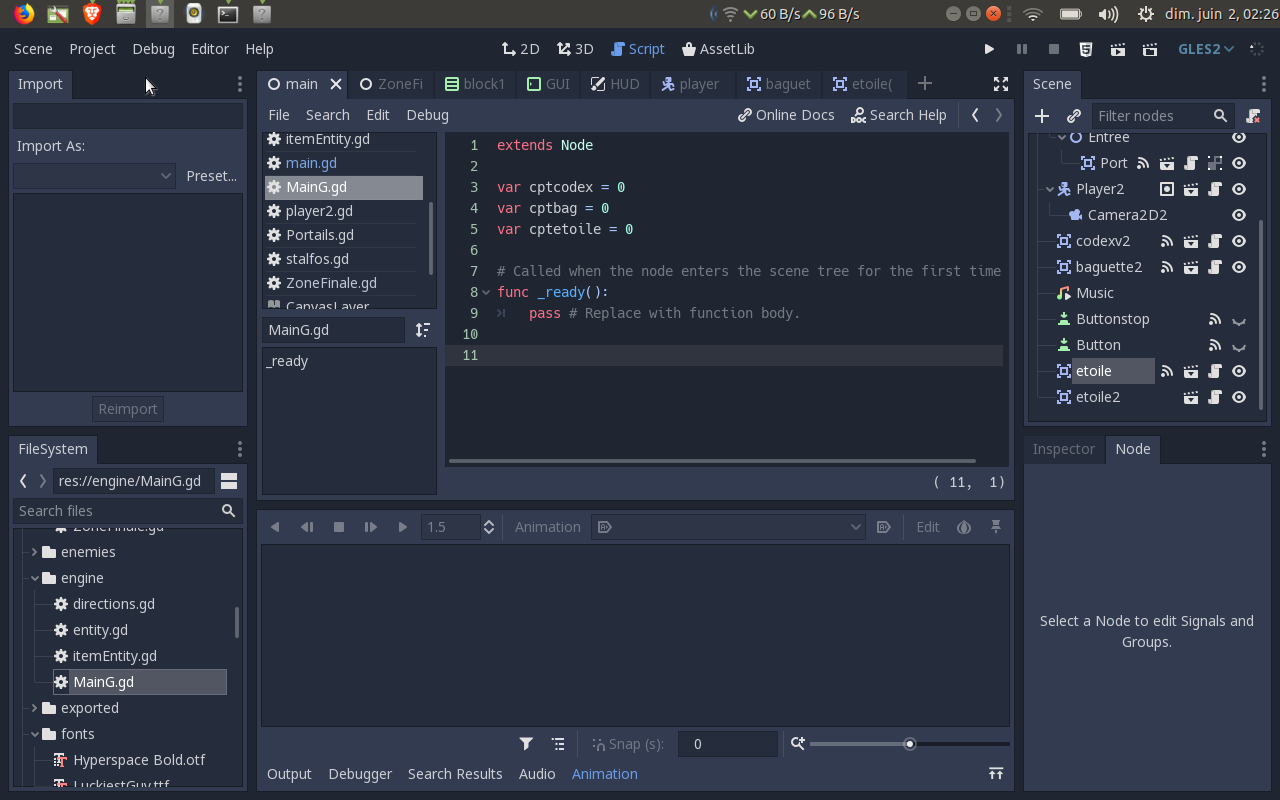 60 B/s 96 B/s dim. juin 2, 02:26
Scene Project Debug Editor Help 2D 3D Script AssetLib GLES2
Import
Import As:
Preset...
Reimport
FileSystem
res://engine/MainG.gd
Search files
ZoneFinale.gd
enemies
engine
directions.gd
entity.gd
itemEntity.gd
MainG.gd
exported
fonts
Hyperspace Bold.otf
LuckiestGuy.ttf
main ZoneFi block1 GUI HUD player baguet etoile(
File Search Edit Debug Online Docs Search Help
itemEntity.gd
main.gd
MainG.gd
player2.gd
Portails.gd
stalfos.gd
ZoneFinale.gd
CanvasLayer
MainG.gd
_ready
1 extends Node
2
3 var cptcodex = 0
4 var cptbag = 0
5 var cptetoile = 0
6
7 # Called when the node enters the scene tree for the first time
8 func _ready():
9 pass # Replace with function body.
10
11
( 11, 1)
1.5 Animation Edit
Snap (s): 0
Output Debugger Search Results Audio Animation
Scene
Filter nodes
Entree
Port
Player2
Camera2D2
codexv2
baguette2
Music
Buttonstop
Button
etoile
etoile2
Inspector Node
Select a Node to edit Signals and
Groups.